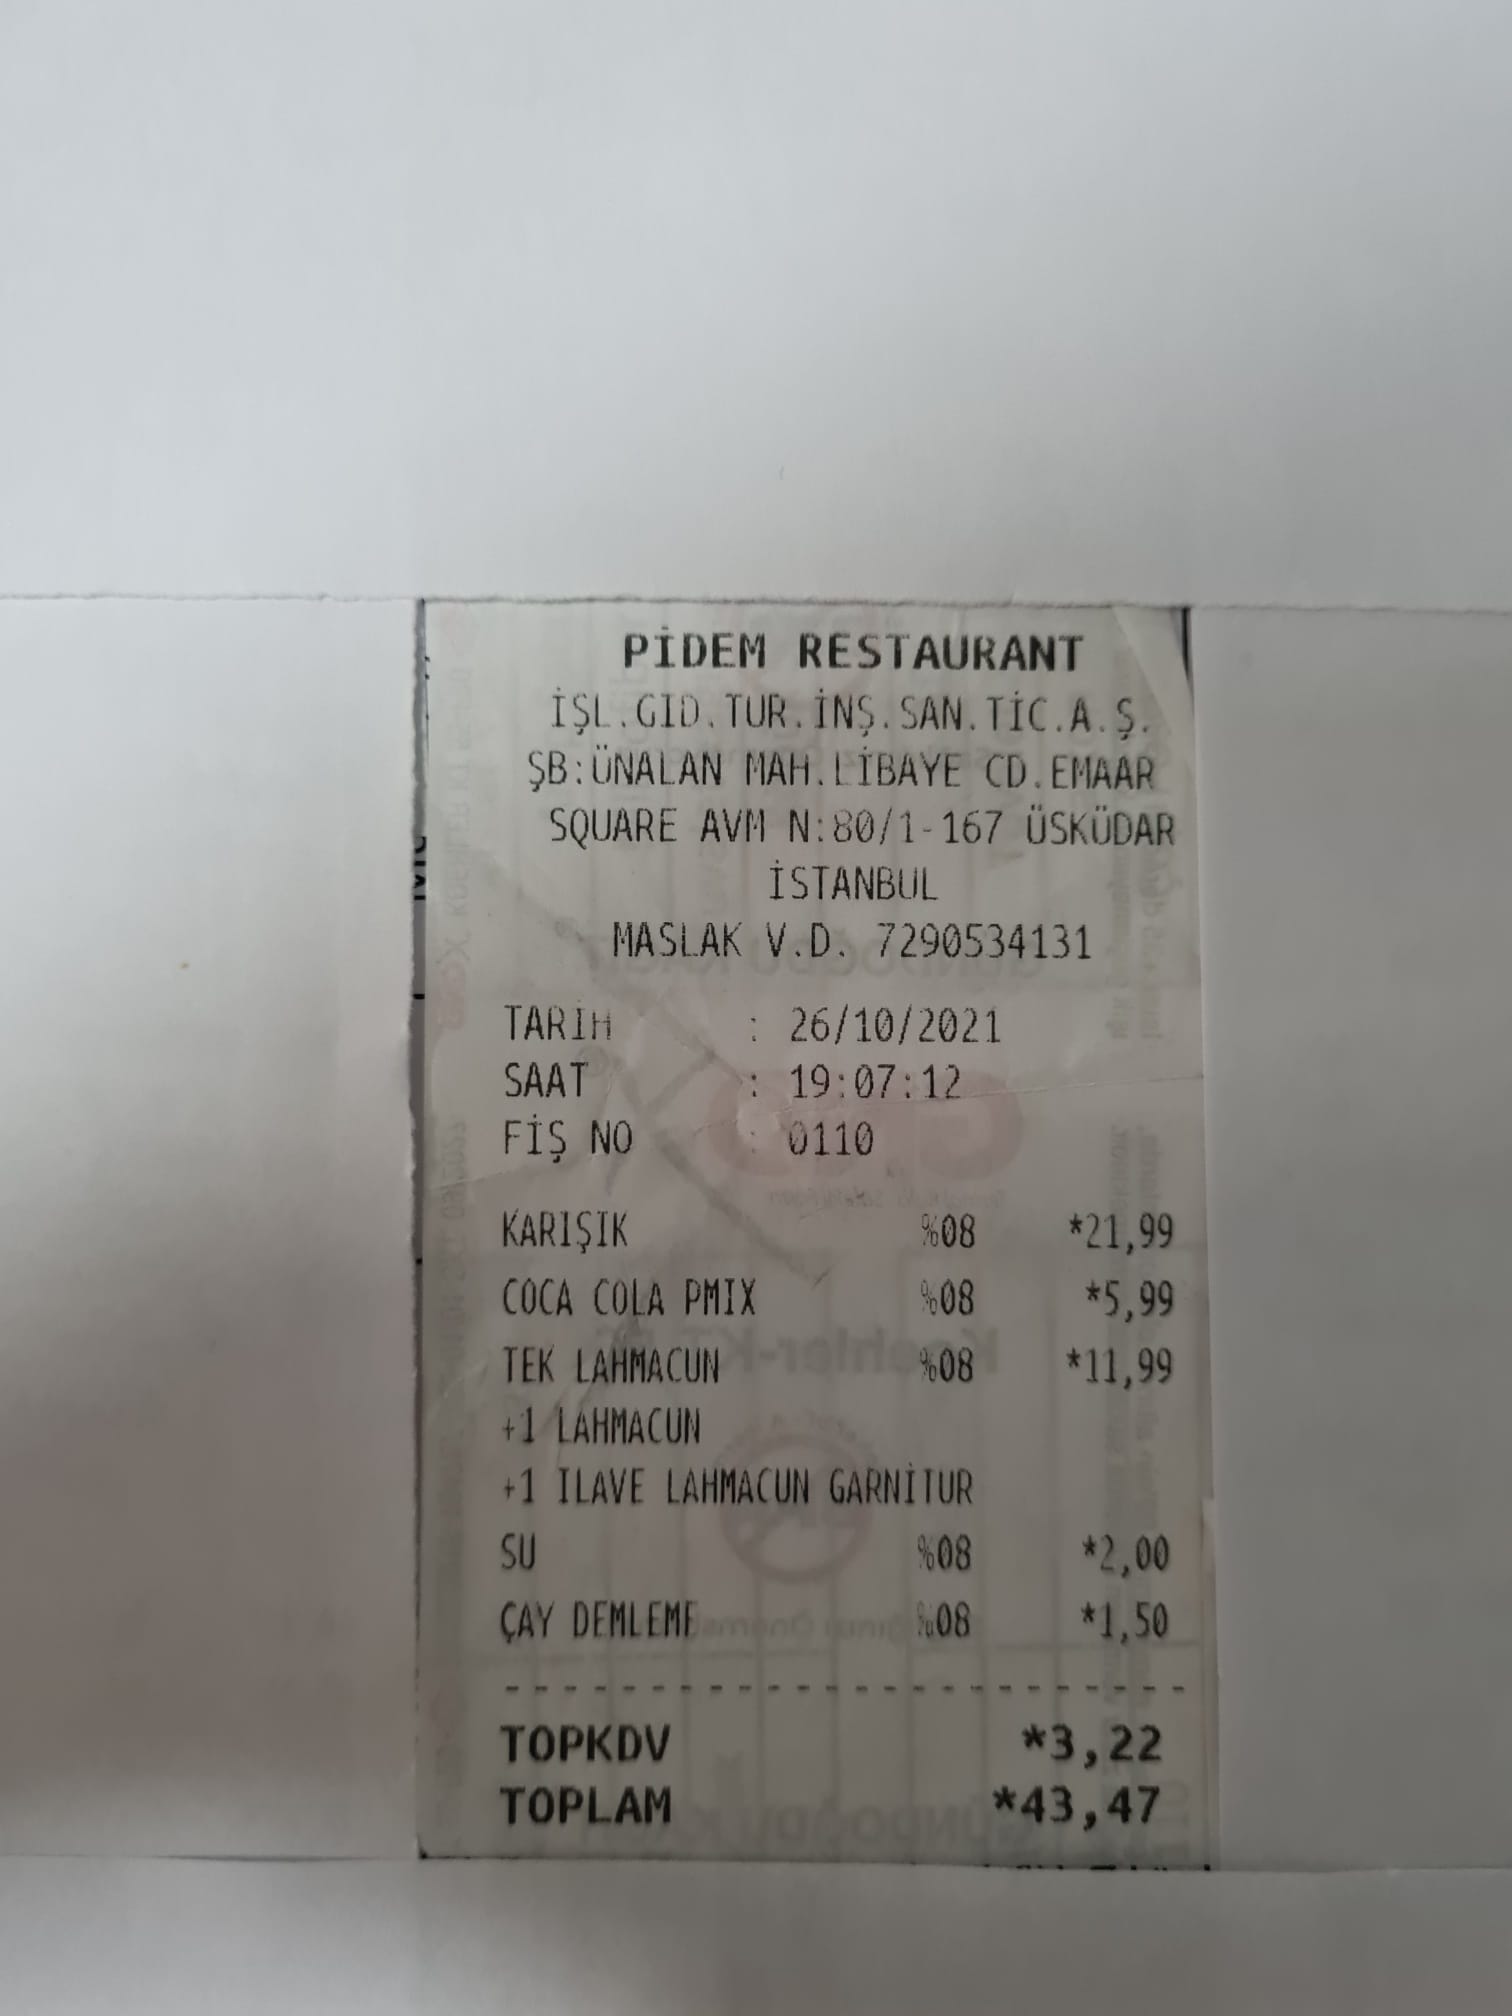 PİDEM RESTAURANT
İŞL.GID.TUR.İNŞ.SAN.TİC.A.Ş.
ŞB:ÜNALAN MAH.LİBAYE CD.EMAAR
SQUARE AVM N:80/1-167 ÜSKÜDAR
İSTANBUL
MASLAK V.D. 7290534131
TARİH : 26/10/2021
SAAT : 19:07:12
FİŞ NO : 0110
KARIŞIK %08 *21,99
COCA COLA PMIX %08 *5,99
TEK LAHMACUN %08 *11,99
+1 LAHMACUN
+1 ILAVE LAHMACUN GARNİTUR
SU %08 *2,00
ÇAY DEMLEME %08 *1,50
TOPKDV *3,22
TOPLAM *43,47